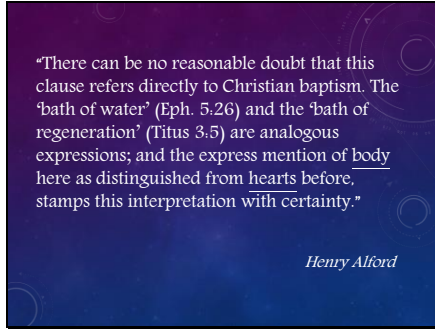 “There can be no reasonable doubt that this
clause refers directly to Christian baptism. The
‘bath of water’ (Eph. 5:26) and the ‘bath of
regeneration’ (Titus 3:5) are analogous
expressions; and the express mention of body
here as distinguished from hearts before,
stamps this interpretation with certainty.”
Henry Alford